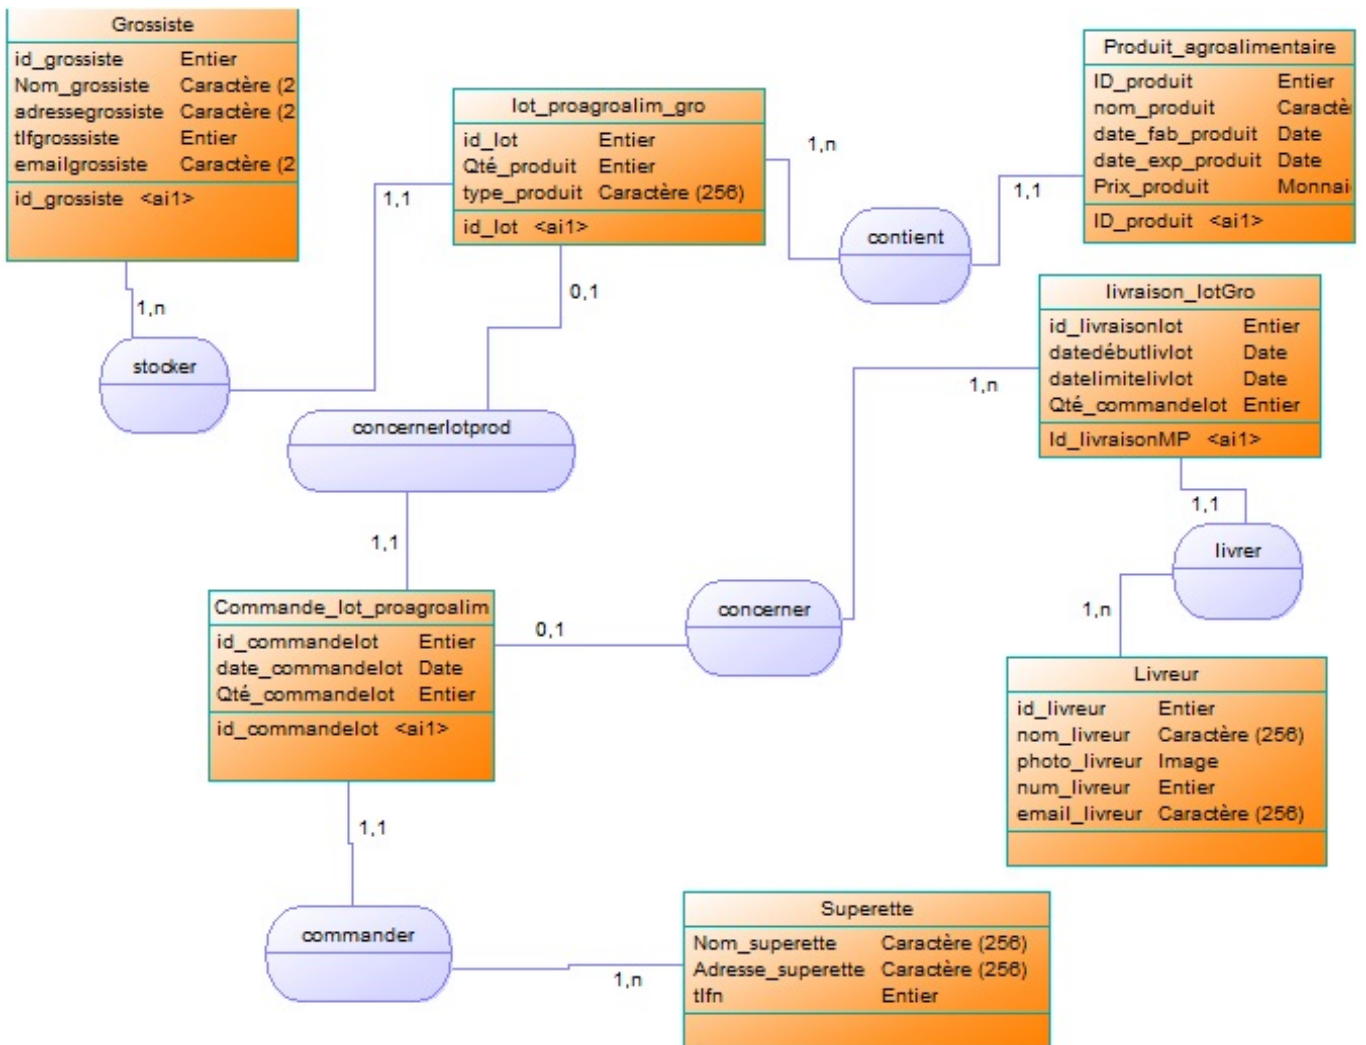 Grossiste
id_grossiste Entier
Nom_grossiste Caractère (2
adressegrossiste Caractère (2
tlfgrosssiste Entier
emailgrossiste Caractère (2
id_grossiste <ai1>
1,n
stocker
1,1
lot_proagroalim_gro
id_lot Entier
Qté_produit Entier
type_produit Caractère (256)
id_lot <ai1>
1,n
contient
1,1
Produit_agroalimentaire
ID_produit Entier
nom_produit Caractè
date_fab_produit Date
date_exp_produit Date
Prix_produit Monnai
ID_produit <ai1>
0,1
concernerlotprod
1,1
livraison_lotGro
id_livraisonlot Entier
datedébutlivlot Date
datelimitelivlot Date
Qté_commandelot Entier
Id_livraisonMP <ai1>
1,n
concerner
0,1
1,1
livrer
1,n
Commande_lot_proagroalim
id_commandelot Entier
date_commandelot Date
Qté_commandelot Entier
id_commandelot <ai1>
Livreur
id_livreur Entier
nom_livreur Caractère (256)
photo_livreur Image
num_livreur Entier
email_livreur Caractère (256)
1,1
commander
1,n
Superette
Nom_superette Caractère (256)
Adresse_superette Caractère (256)
tlfn Entier